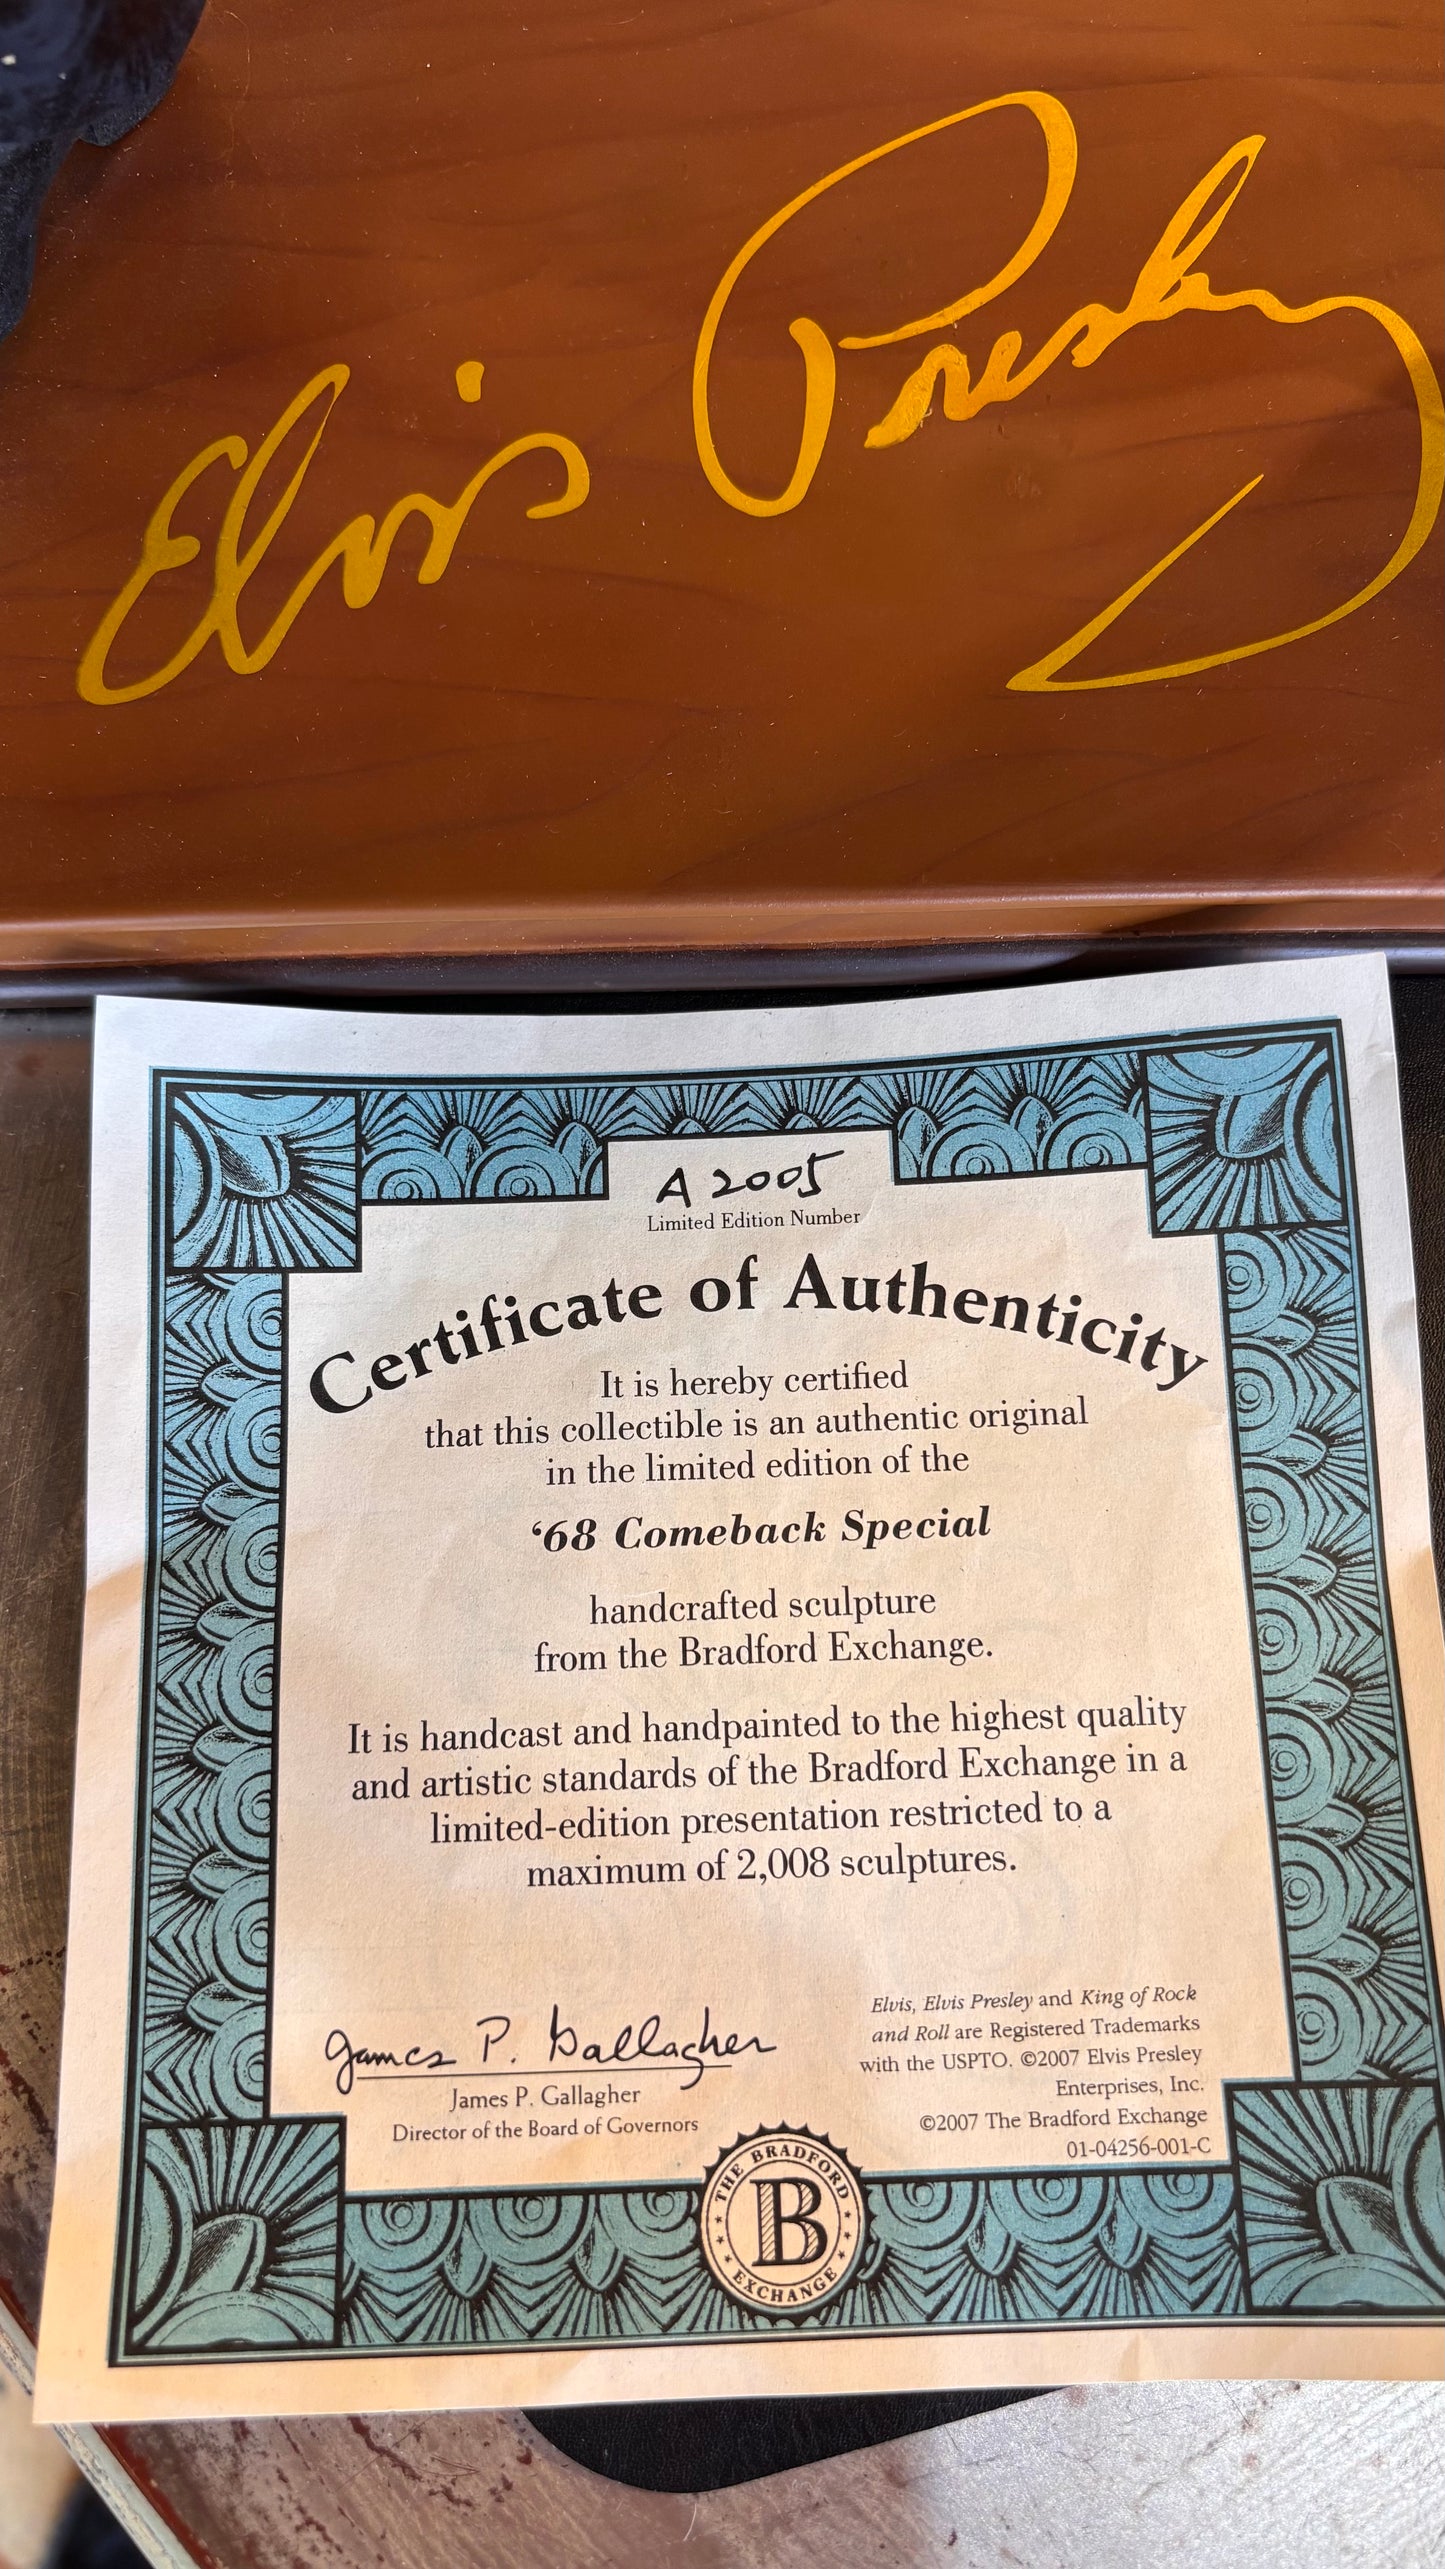 Elvis Presley
A 2005
Limited Edition Number
Certificate of Authenticity
It is hereby certified
that this collectible is an authentic original
in the limited edition of the
‘68 Comeback Special
handcrafted sculpture
from the Bradford Exchange.
It is handcast and handpainted to the highest quality
and artistic standards of the Bradford Exchange in a
limited-edition presentation restricted to a
maximum of 2,008 sculptures.
James P. Gallagher
James P. Gallagher
Director of the Board of Governors
Elvis, Elvis Presley and King of Rock
and Roll are Registered Trademarks
with the USPTO. ©2007 Elvis Presley
Enterprises, Inc.
©2007 The Bradford Exchange
01-04256-001-C
THE BRADFORD
B
EXCHANGE